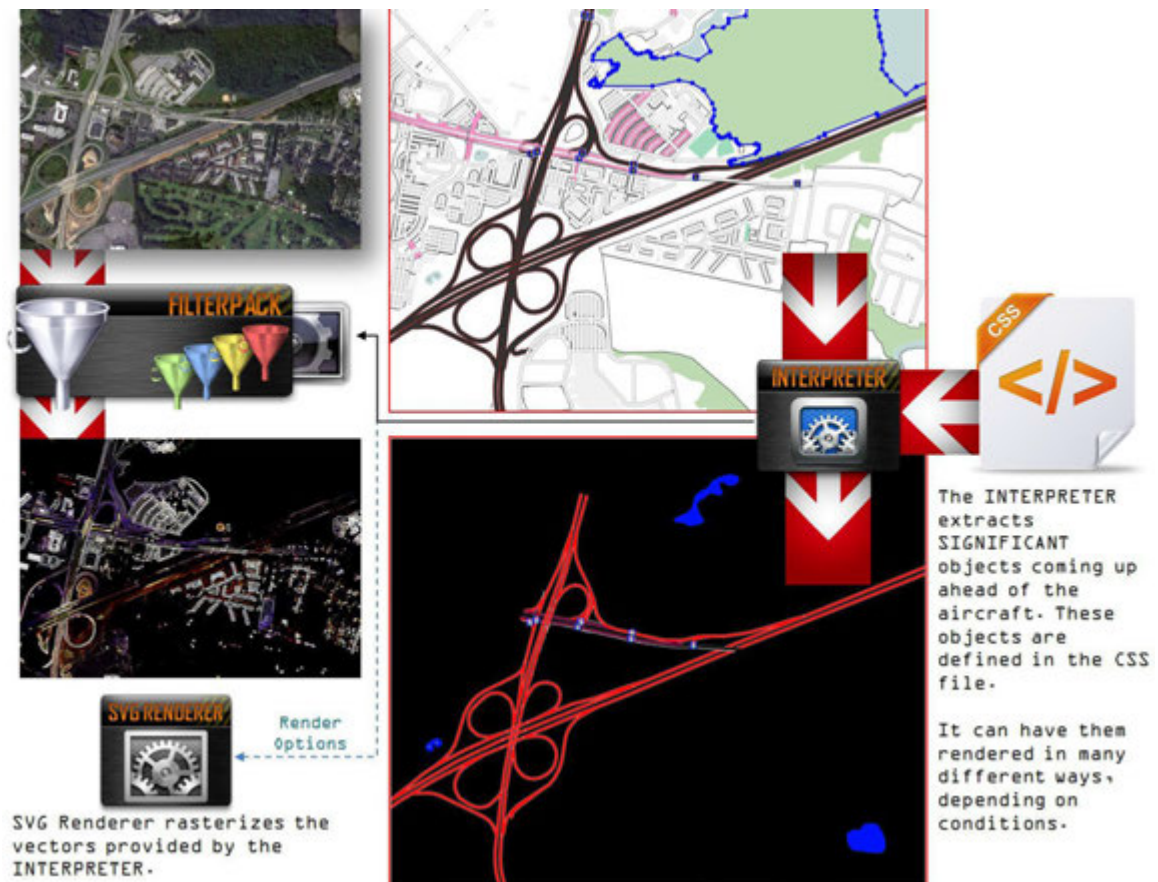 FILTERPACK
INTERPRETER
CSS
</>
The INTERPRETER
extracts
SIGNIFICANT
objects coming up
ahead of the
aircraft. These
objects are
defined in the CSS
file.
It can have them
rendered in many
different ways,
depending on
conditions.
SVG RENDERER
Render
Options
SVG Renderer rasterizes the
vectors provided by the
INTERPRETER.